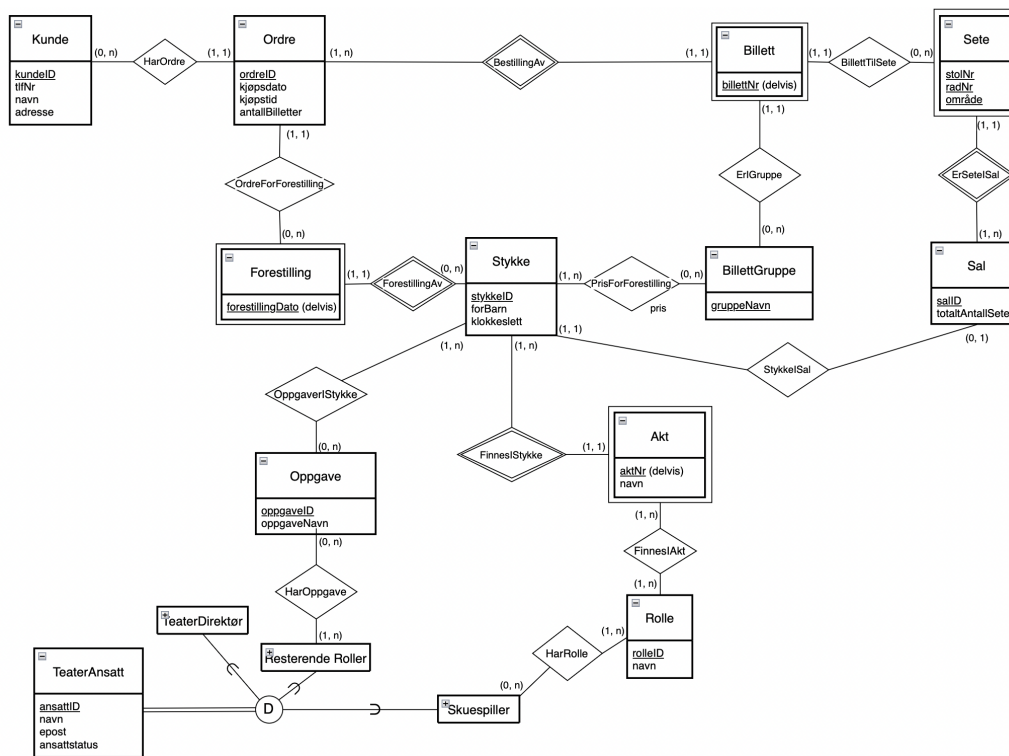 Kunde
Ordre
Billett
Sete
(0, n)
HarOrdre
(1, 1)
(1, n)
BestillingAv
(1, 1)
(1, 1)
BillettTilSete
(0, n)
kundeID
tlfNr
navn
adresse
ordreID
kjøpsdato
kjøpstid
antallBilletter
billettNr (delvis)
stolNr
radNr
område
(1, 1)
(1, 1)
(1, 1)
OrdreForForestilling
ErIGruppe
ErSeteISal
(0, n)
(0, n)
(1, n)
Forestilling
forestillingDato (delvis)
(1, 1)
ForestillingAv
(0, n)
Stykke
stykkeID
forBarn
klokkeslett
(1, n)
PrisForForestilling
pris
(0, n)
BillettGruppe
gruppeNavn
Sal
salID
totaltAntallSete
(1, n)
(1, n)
(1, 1)
(0, 1)
StykkeISal
OppgaverIStykke
(0, n)
FinnesIStykke
(1, 1)
Akt
aktNr (delvis)
navn
Oppgave
oppgaveID
oppgaveNavn
(0, n)
(1, n)
FinnesIAkt
(1, n)
HarOppgave
(1, n)
TeaterDirektør
Resterende Roller
Rolle
rolleID
navn
(1, n)
HarRolle
(0, n)
Skuespiller
TeaterAnsatt
ansattID
navn
epost
ansattstatus
D